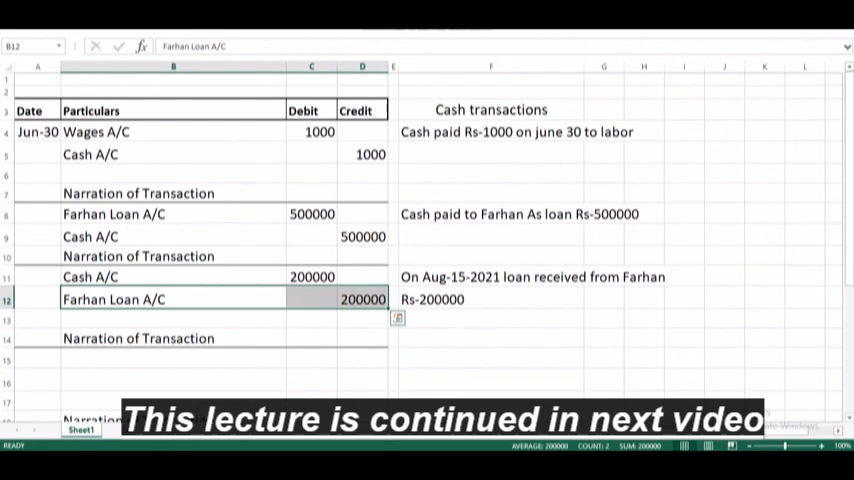 B12 fx Farhan Loan A/C
A B C D E F G H I J K L
1
2
3 Date Particulars Debit Credit Cash transactions
4 Jun-30 Wages A/C 1000 Cash paid Rs-1000 on june 30 to labor
5 Cash A/C 1000
6
7 Narration of Transaction
8 Farhan Loan A/C 500000 Cash paid to Farhan As loan Rs-500000
9 Cash A/C 500000
10 Narration of Transaction
11 Cash A/C 200000 On Aug-15-2021 loan received from Farhan
12 Farhan Loan A/C 200000 Rs-200000
13
14 Narration of Transaction
15
16
17
This lecture is continued in next video
Sheet1
READY AVERAGE: 200000 COUNT: 2 SUM: 200000 100%